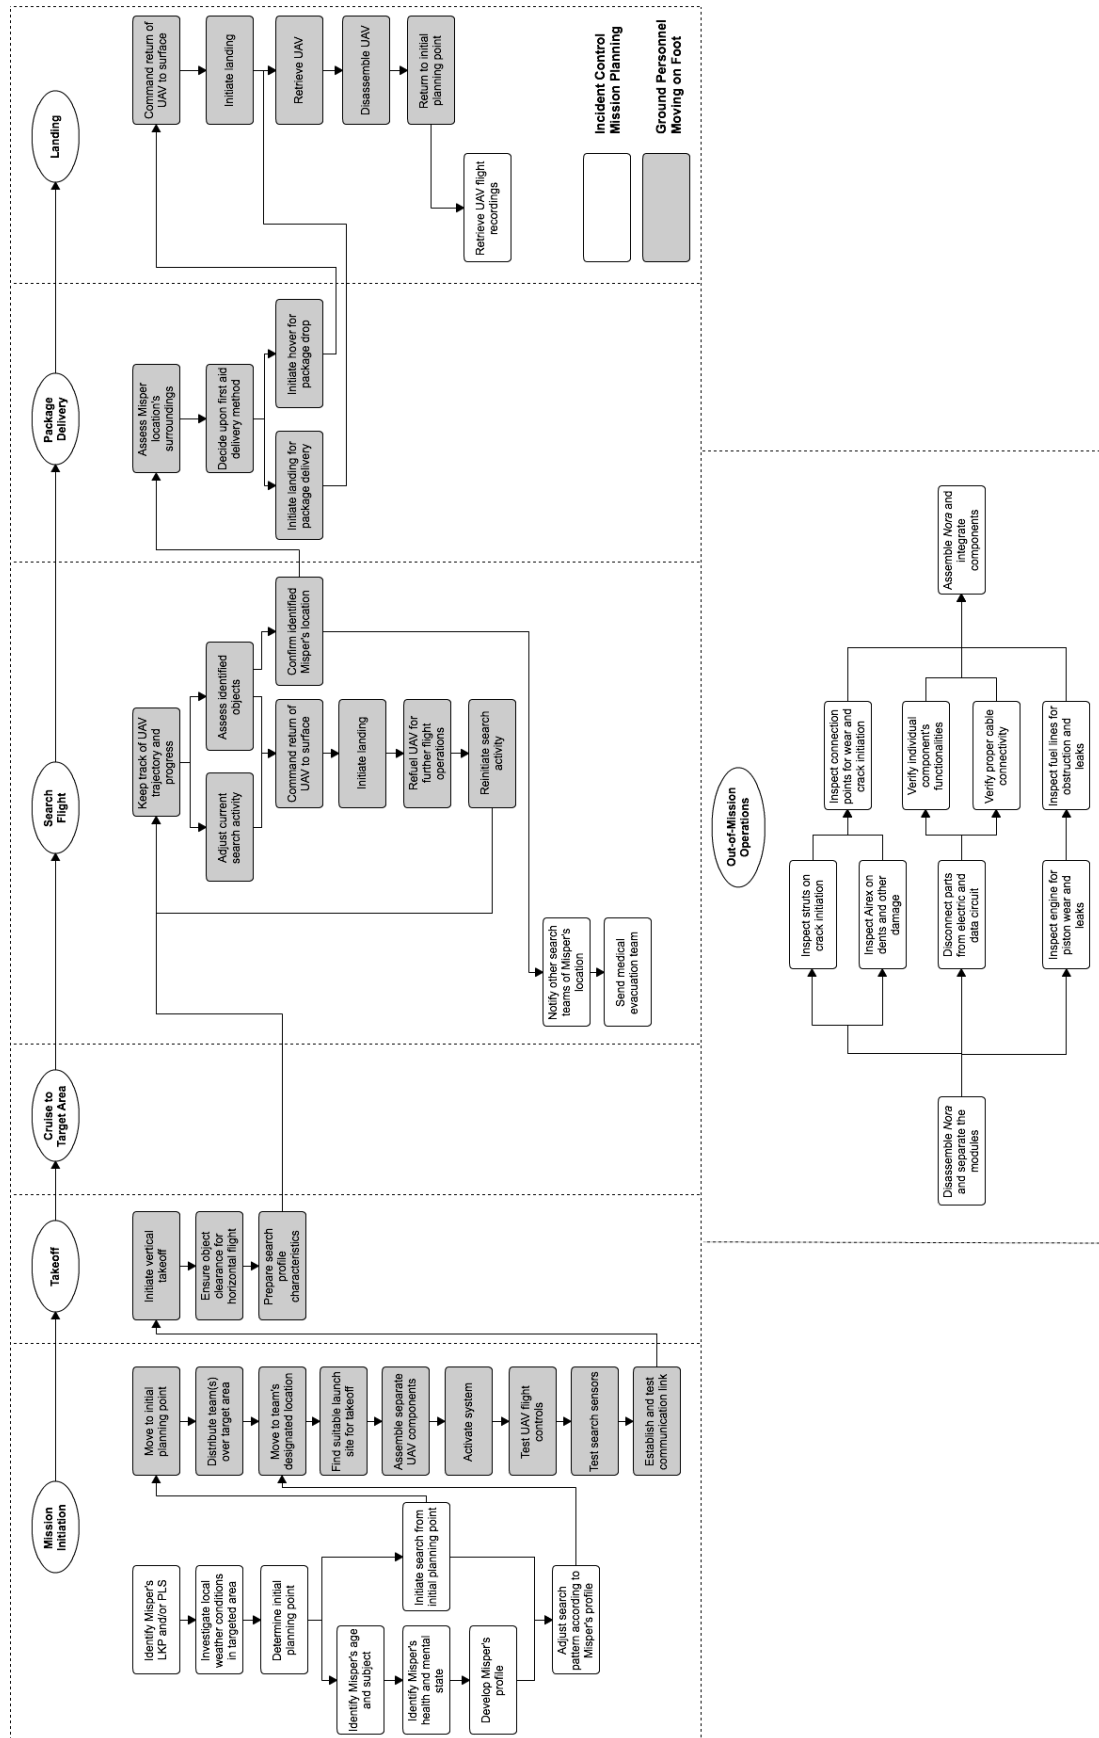 Mission
Initiation
Takeoff
Cruise to
Target Area
Search
Flight
Package
Delivery
Landing
Identify Misper's
LKP and/or PLS
Investigate local
weather conditions
in targeted area
Determine initial
planning point
Identify Misper's age
and subject
Identify Misper's
health and mental
state
Develop Misper's
profile
Initiate search from
initial planning point
Adjust search
pattern according to
Misper's profile
Move to initial
planning point
Distribute team(s)
over target area
Move to team's
designated location
Find suitable launch
site for takeoff
Assemble separate
UAV components
Activate system
Test UAV flight
controls
Test search sensors
Establish and test
communication link
Initiate vertical
takeoff
Ensure object
clearance for
horizontal flight
Prepare search
profile
characteristics
Keep track of UAV
trajectory and
progress
Adjust current
search activity
Assess identified
objects
Command return of
UAV to surface
Initiate landing
Refuel UAV for
further flight
operations
Reinitiate search
activity
Confirm identified
Misper's location
Notify other search
teams of Misper's
location
Send medical
evacuation team
Assess Misper
location's
surroundings
Decide upon first aid
delivery method
Initiate landing for
package delivery
Initiate hover for
package drop
Command return of
UAV to surface
Initiate landing
Retrieve UAV
Disassemble UAV
Return to initial
planning point
Retrieve UAV flight
recordings
Incident Control
Mission Planning
Ground Personnel
Moving on Foot
Out-of-Mission
Operations
Disassemble Nora
and separate the
modules
Inspect struts on
crack initiation
Inspect Airex on
dents and other
damage
Disconnect parts
from electric and
data circuit
Inspect engine for
piston wear and
leaks
Inspect connection
points for wear and
crack initiation
Verify individual
component's
functionalities
Verify proper cable
connectivity
Inspect fuel lines for
obstruction and
leaks
Assemble Nora and
integrate
components